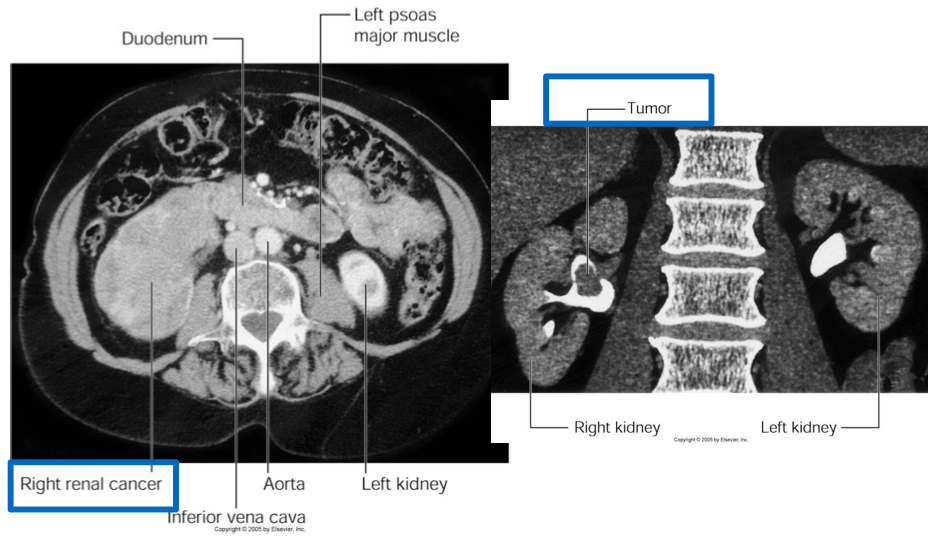 Left psoas
major muscle
Duodenum
Tumor
Right kidney
Left kidney
Copyright © 2005 by Elsevier, Inc.
Right renal cancer
Aorta
Left kidney
Inferior vena cava
Copyright © 2005 by Elsevier, Inc.